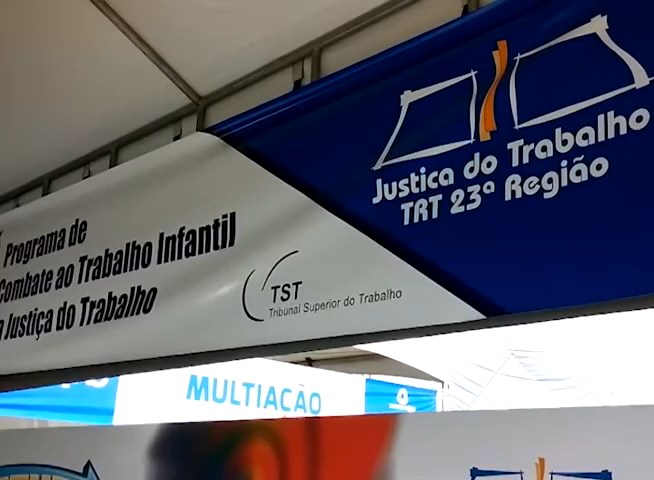 Programa de
Combate ao Trabalho Infantil
a Justiça do Trabalho
TST
Tribunal Superior do Trabalho
Justica do Trabalho
TRT 23ª Região
MULTIAÇÃO